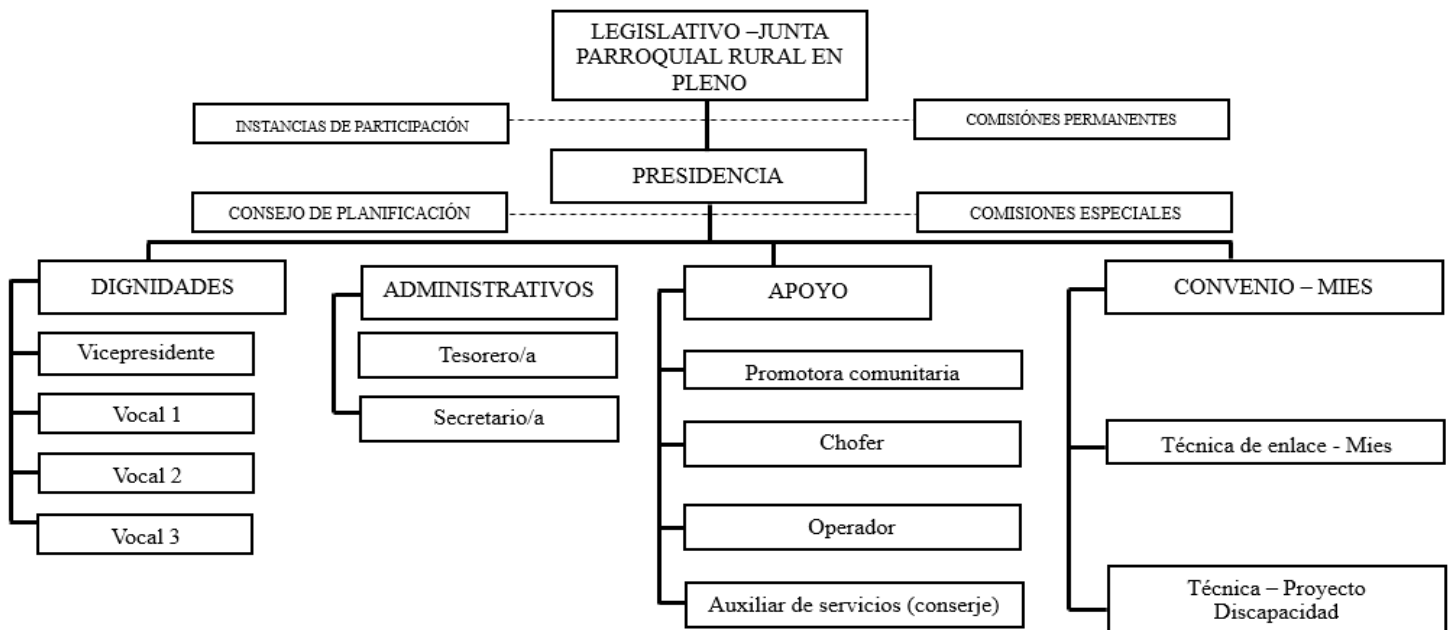 LEGISLATIVO –JUNTA
PARROQUIAL RURAL EN
PLENO
INSTANCIAS DE PARTICIPACIÓN
COMISIÓNES PERMANENTES
PRESIDENCIA
CONSEJO DE PLANIFICACIÓN
COMISIONES ESPECIALES
DIGNIDADES
Vicepresidente
Vocal 1
Vocal 2
Vocal 3
ADMINISTRATIVOS
Tesorero/a
Secretario/a
APOYO
Promotora comunitaria
Chofer
Operador
Auxiliar de servicios (conserje)
CONVENIO – MIES
Técnica de enlace - Mies
Técnica – Proyecto
Discapacidad